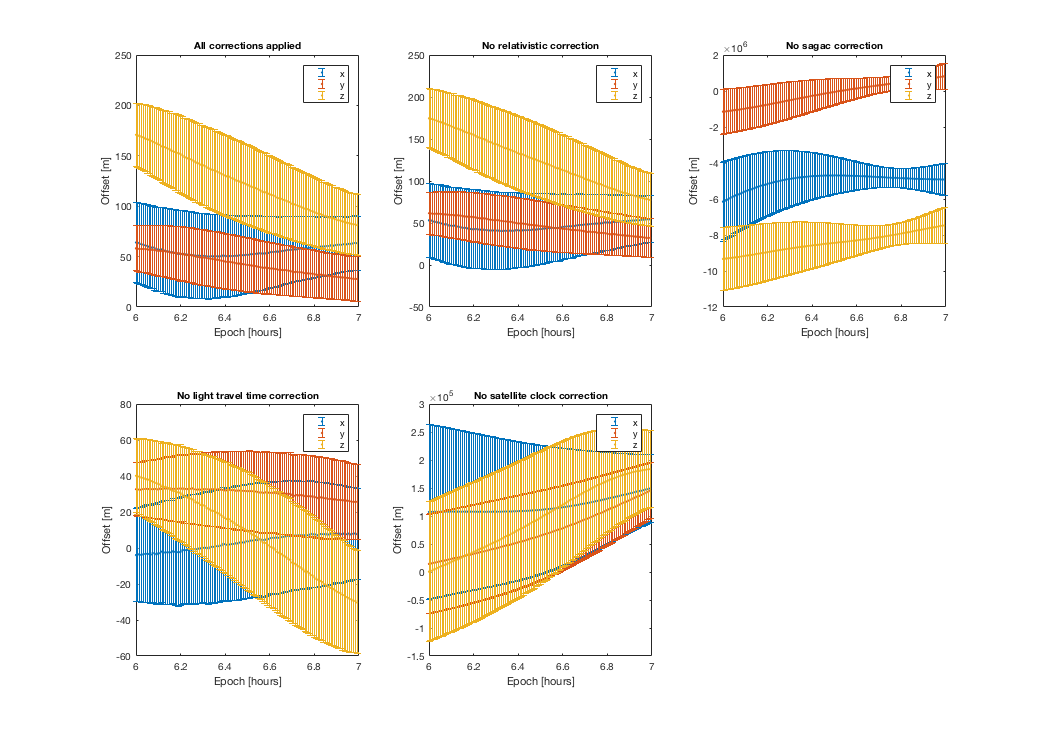 All corrections applied
250
200
150
100
50
0
Offset [m]
6
6.2
6.4
6.6
6.8
7
Epoch [hours]
x
y
z
No relativistic correction
250
200
150
100
50
0
-50
Offset [m]
6
6.2
6.4
6.6
6.8
7
Epoch [hours]
x
y
z
No sagac correction
×10⁶
2
0
-2
-4
-6
-8
-10
-12
Offset [m]
6
6.2
6.4
6.6
6.8
7
Epoch [hours]
x
y
z
No light travel time correction
80
60
40
20
0
-20
-40
-60
Offset [m]
6
6.2
6.4
6.6
6.8
7
Epoch [hours]
x
y
z
No satellite clock correction
×10⁵
3
2.5
2
1.5
1
0.5
0
-0.5
-1
-1.5
Offset [m]
6
6.2
6.4
6.6
6.8
7
Epoch [hours]
x
y
z